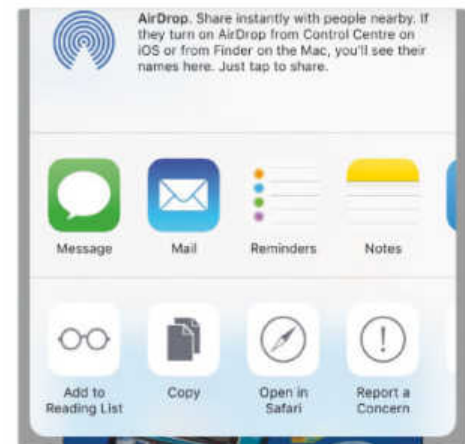 AirDrop. Share instantly with people nearby. If
they turn on AirDrop from Control Centre on
iOS or from Finder on the Mac, you'll see their
names here. Just tap to share.
Message
Mail
Reminders
Notes
Add to
Reading List
Copy
Open in
Safari
Report a
Concern